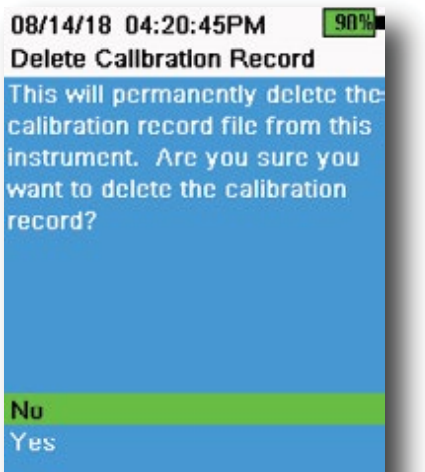 08/14/18 04:20:45PM 90%
Delete Calibration Record
This will permanently delete the
calibration record file from this
instrument. Are you sure you
want to delete the calibration
record?
No
Yes